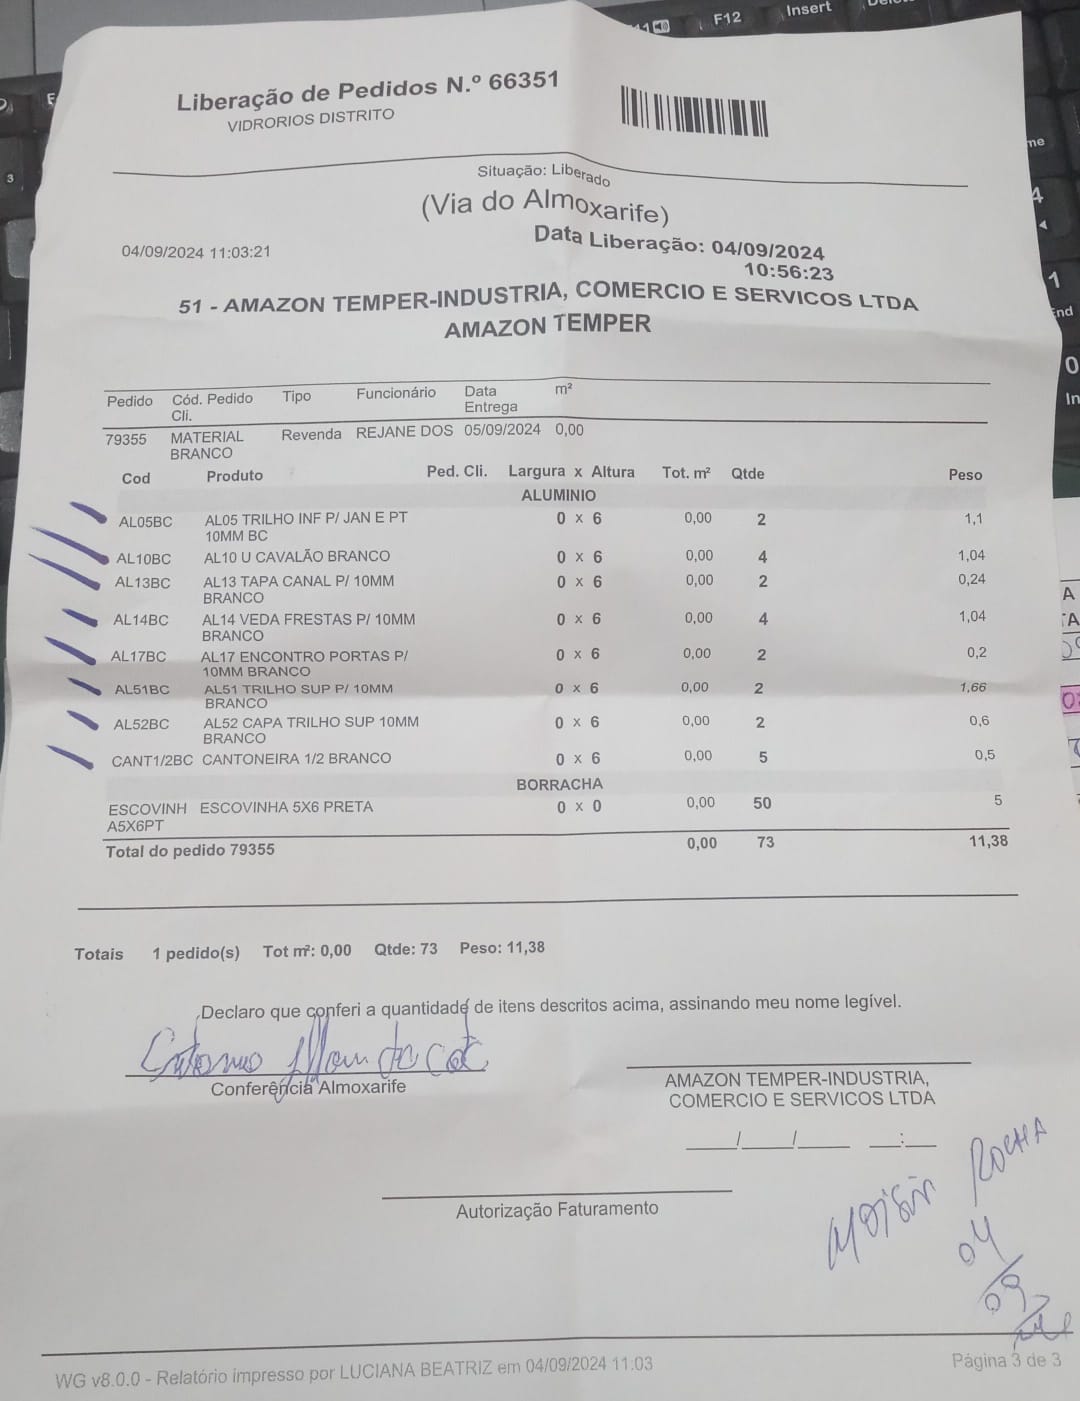 F12
Insert
Liberação de Pedidos N.º 66351
VIDRORIOS DISTRITO
Situação: Liberado
(Via do Almoxarife)
04/09/2024 11:03:21
Data Liberação: 04/09/2024
10:56:23
51 - AMAZON TEMPER-INDUSTRIA, COMERCIO E SERVICOS LTDA
AMAZON TEMPER
Pedido Cód. Pedido Cli. Tipo Funcionário Data Entrega m²
79355 MATERIAL BRANCO Revenda REJANE DOS 05/09/2024 0,00
Cod Produto Ped. Cli. Largura x Altura Tot. m² Qtde Peso
ALUMINIO
AL05BC AL05 TRILHO INF P/ JAN E PT 0 x 6 0,00 2 1,1
10MM BC
AL10BC AL10 U CAVALÃO BRANCO 0 x 6 0,00 4 1,04
AL13BC AL13 TAPA CANAL P/ 10MM 0 x 6 0,00 2 0,24
BRANCO
AL14BC AL14 VEDA FRESTAS P/ 10MM 0 x 6 0,00 4 1,04
BRANCO
AL17BC AL17 ENCONTRO PORTAS P/ 0 x 6 0,00 2 0,2
10MM BRANCO
AL51BC AL51 TRILHO SUP P/ 10MM 0 x 6 0,00 2 1,66
BRANCO
AL52BC AL52 CAPA TRILHO SUP 10MM 0 x 6 0,00 2 0,6
BRANCO
CANT1/2BC CANTONEIRA 1/2 BRANCO 0 x 6 0,00 5 0,5
BORRACHA
ESCOVINH ESCOVINHA 5X6 PRETA 0 x 0 0,00 50 5
A5X6PT
Total do pedido 79355 0,00 73 11,38
Totais 1 pedido(s) Tot m²: 0,00 Qtde: 73 Peso: 11,38
Declaro que conferi a quantidade de itens descritos acima, assinando meu nome legível.
Conferência Almoxarife
AMAZON TEMPER-INDUSTRIA,
COMERCIO E SERVICOS LTDA
___/___/___ __:__
Autorização Faturamento
ROCHA
04
/09
WG v8.0.0 - Relatório impresso por LUCIANA BEATRIZ em 04/09/2024 11:03
Página 3 de 3